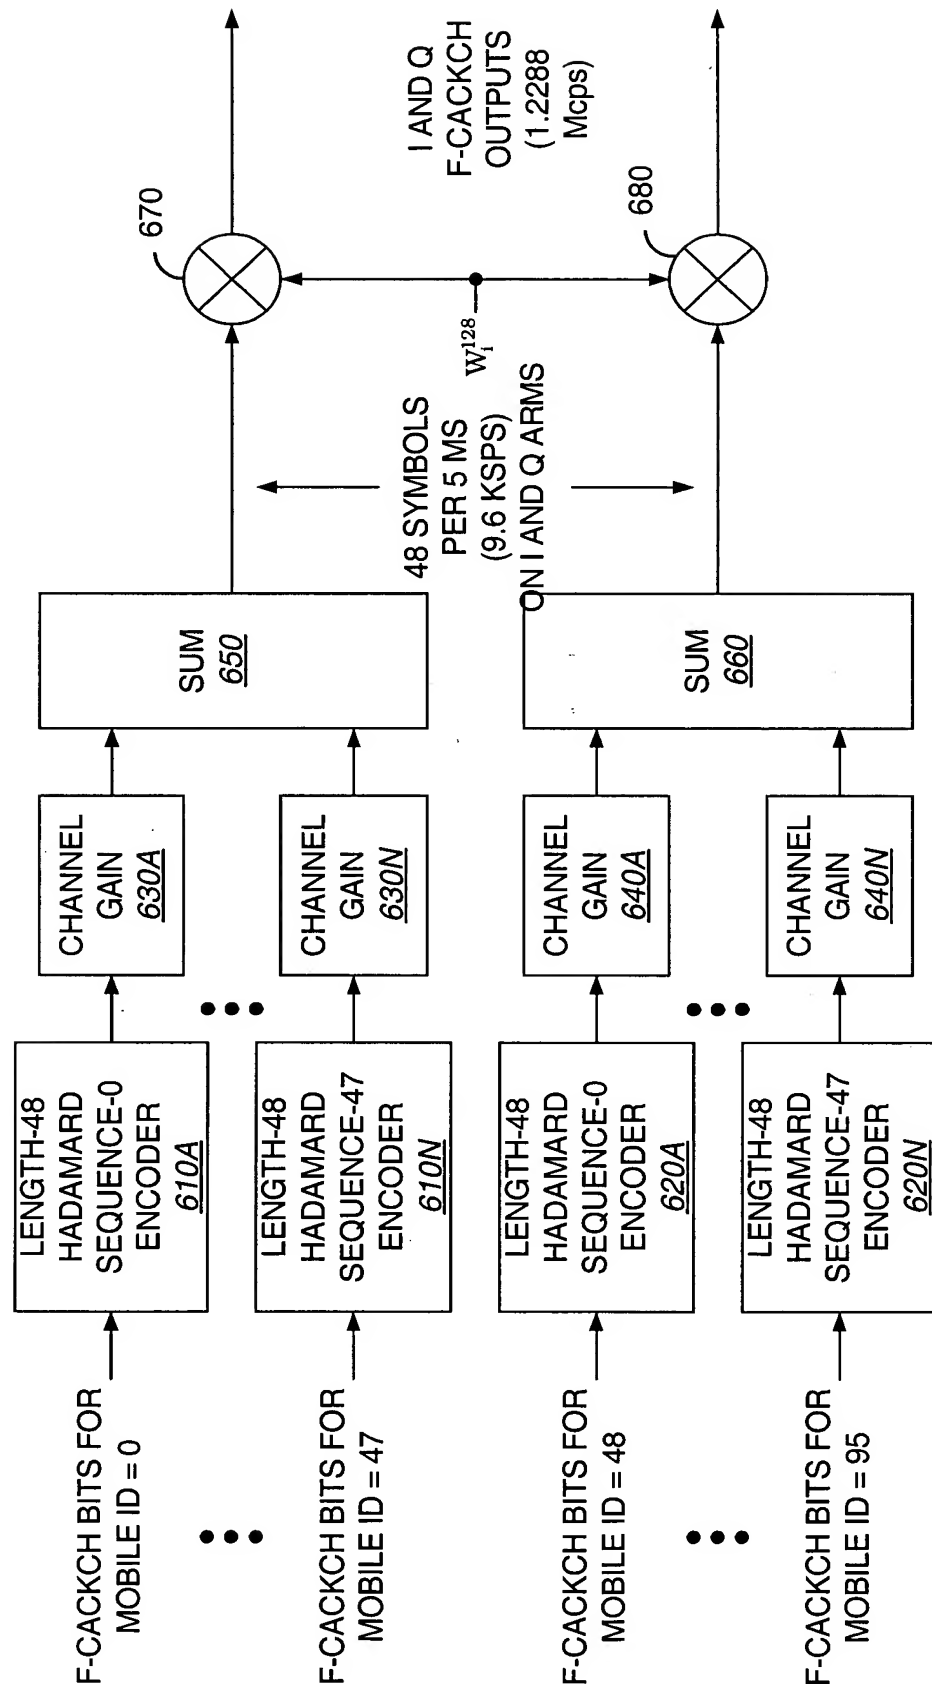 F-CACKCH BITS FOR
MOBILE ID = 0
LENGTH-48
HADAMARD
SEQUENCE-0
ENCODER
610A
CHANNEL
GAIN
630A
F-CACKCH BITS FOR
MOBILE ID = 47
LENGTH-48
HADAMARD
SEQUENCE-47
ENCODER
610N
CHANNEL
GAIN
630N
SUM
650
670
48 SYMBOLS
PER 5 MS
(9.6 KSPS)
ON I AND Q ARMS
W_i^128
I AND Q
F-CACKCH
OUTPUTS
(1.2288
Mcps)
F-CACKCH BITS FOR
MOBILE ID = 48
LENGTH-48
HADAMARD
SEQUENCE-0
ENCODER
620A
CHANNEL
GAIN
640A
F-CACKCH BITS FOR
MOBILE ID = 95
LENGTH-48
HADAMARD
SEQUENCE-47
ENCODER
620N
CHANNEL
GAIN
640N
SUM
660
680